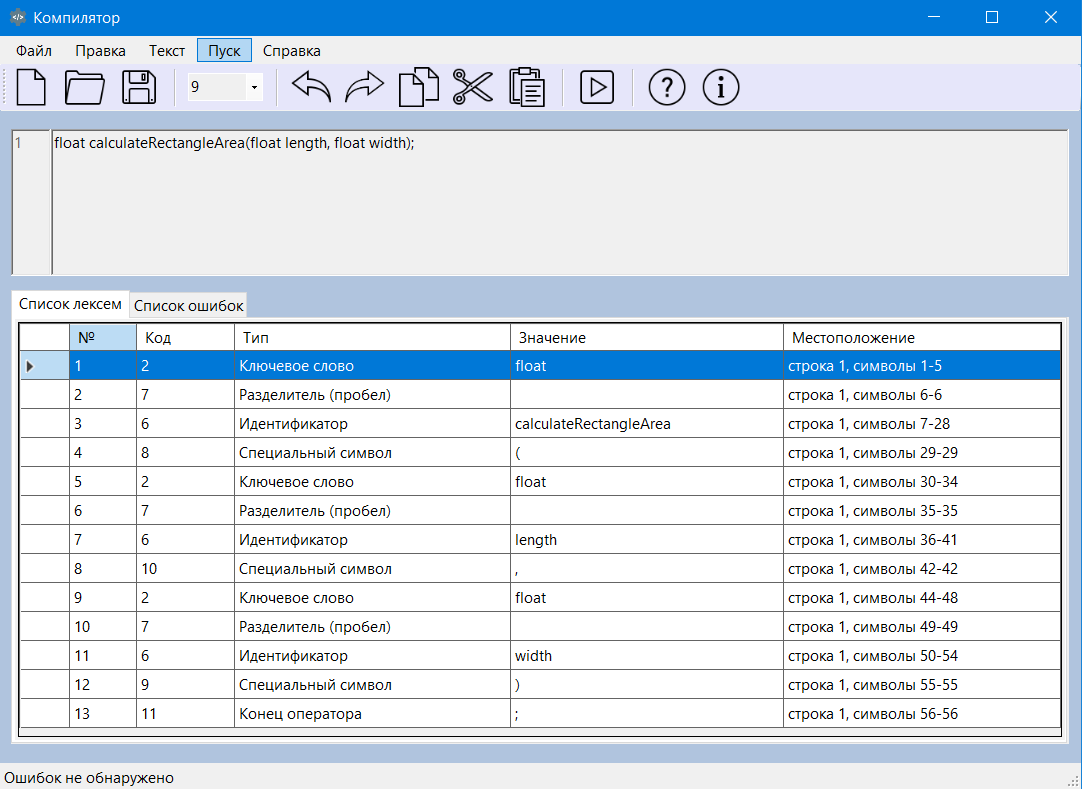 Компилятор
Файл Правка Текст Пуск Справка
9
1 float calculateRectangleArea(float length, float width);
Список лексем Список ошибок
№ Код Тип Значение Местоположение
1 2 Ключевое слово float строка 1, символы 1-5
2 7 Разделитель (пробел) строка 1, символы 6-6
3 6 Идентификатор calculateRectangleArea строка 1, символы 7-28
4 8 Специальный символ ( строка 1, символы 29-29
5 2 Ключевое слово float строка 1, символы 30-34
6 7 Разделитель (пробел) строка 1, символы 35-35
7 6 Идентификатор length строка 1, символы 36-41
8 10 Специальный символ , строка 1, символы 42-42
9 2 Ключевое слово float строка 1, символы 44-48
10 7 Разделитель (пробел) строка 1, символы 49-49
11 6 Идентификатор width строка 1, символы 50-54
12 9 Специальный символ ) строка 1, символы 55-55
13 11 Конец оператора ; строка 1, символы 56-56
Ошибок не обнаружено